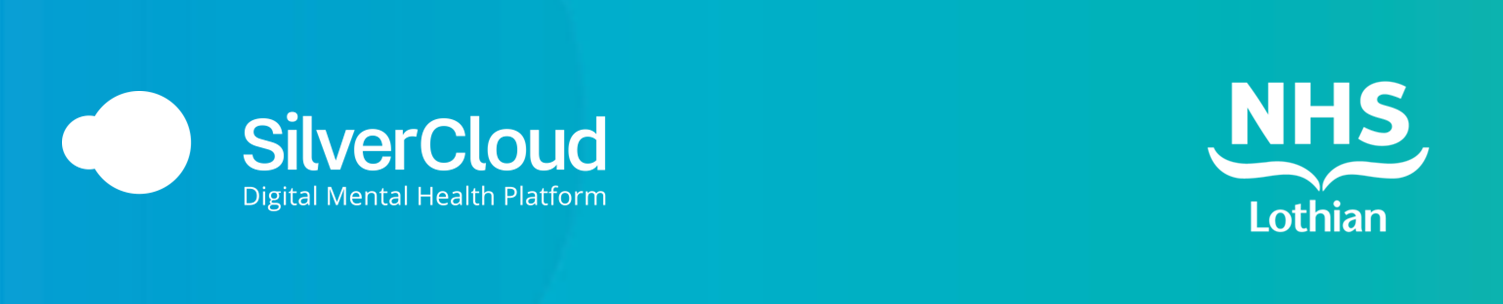 SilverCloud
Digital Mental Health Platform
NHS
Lothian